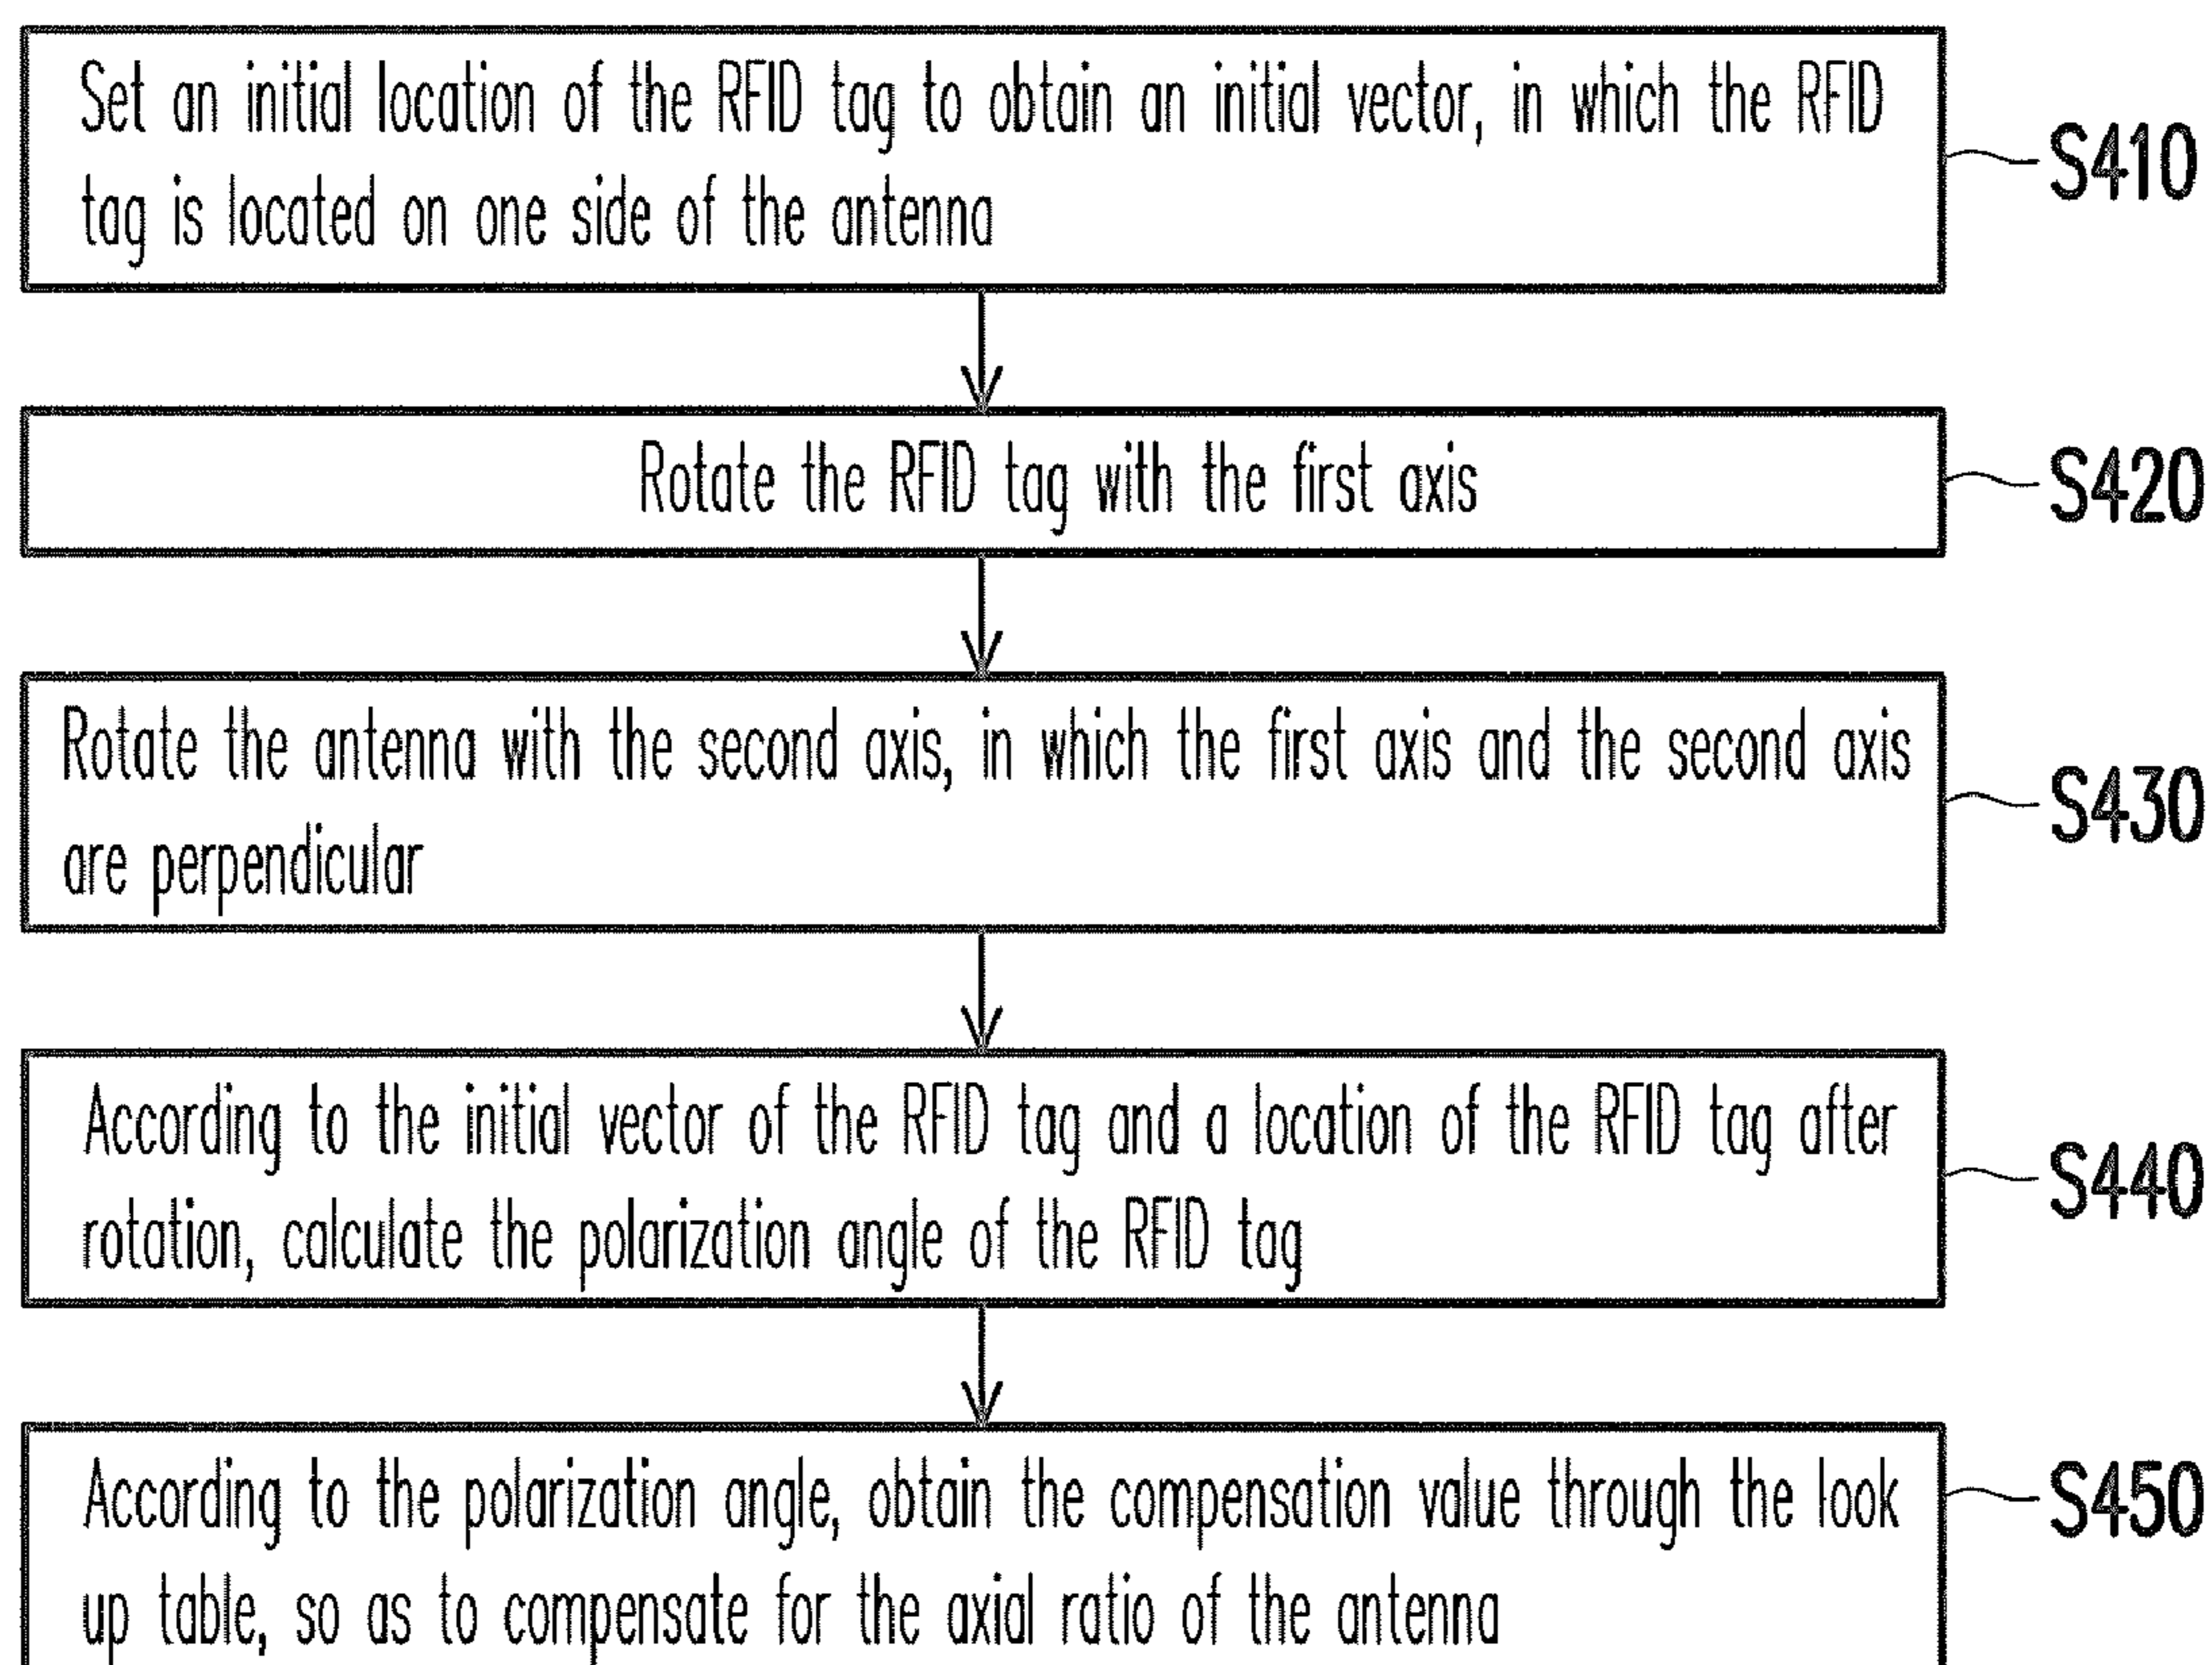 Set an initial location of the RFID tag to obtain an initial vector, in which the RFID
tag is located on one side of the antenna
S410
Rotate the RFID tag with the first axis
S420
Rotate the antenna with the second axis, in which the first axis and the second axis
are perpendicular
S430
According to the initial vector of the RFID tag and a location of the RFID tag after
rotation, calculate the polarization angle of the RFID tag
S440
According to the polarization angle, obtain the compensation value through the look
up table, so as to compensate for the axial ratio of the antenna
S450